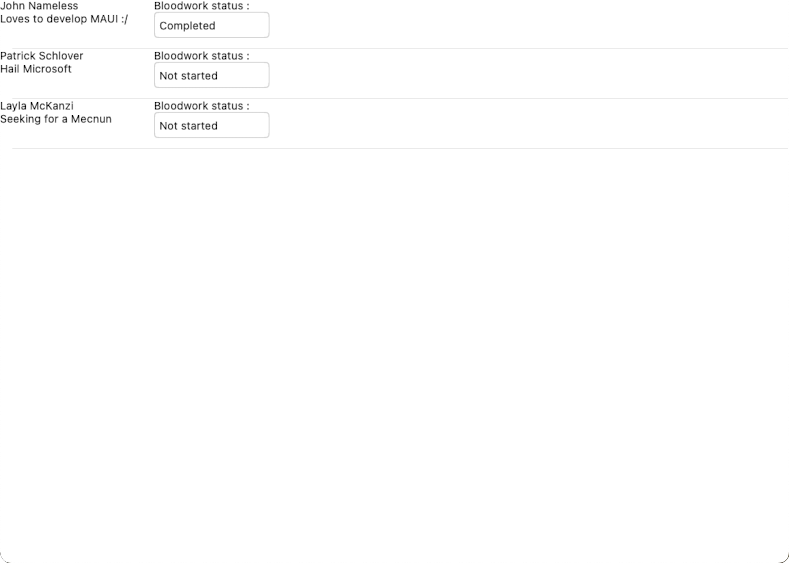 John Nameless
Loves to develop MAUI :/
Bloodwork status :
Completed
Patrick Schlover
Hail Microsoft
Bloodwork status :
Not started
Layla McKanzi
Seeking for a Mecnun
Bloodwork status :
Not started